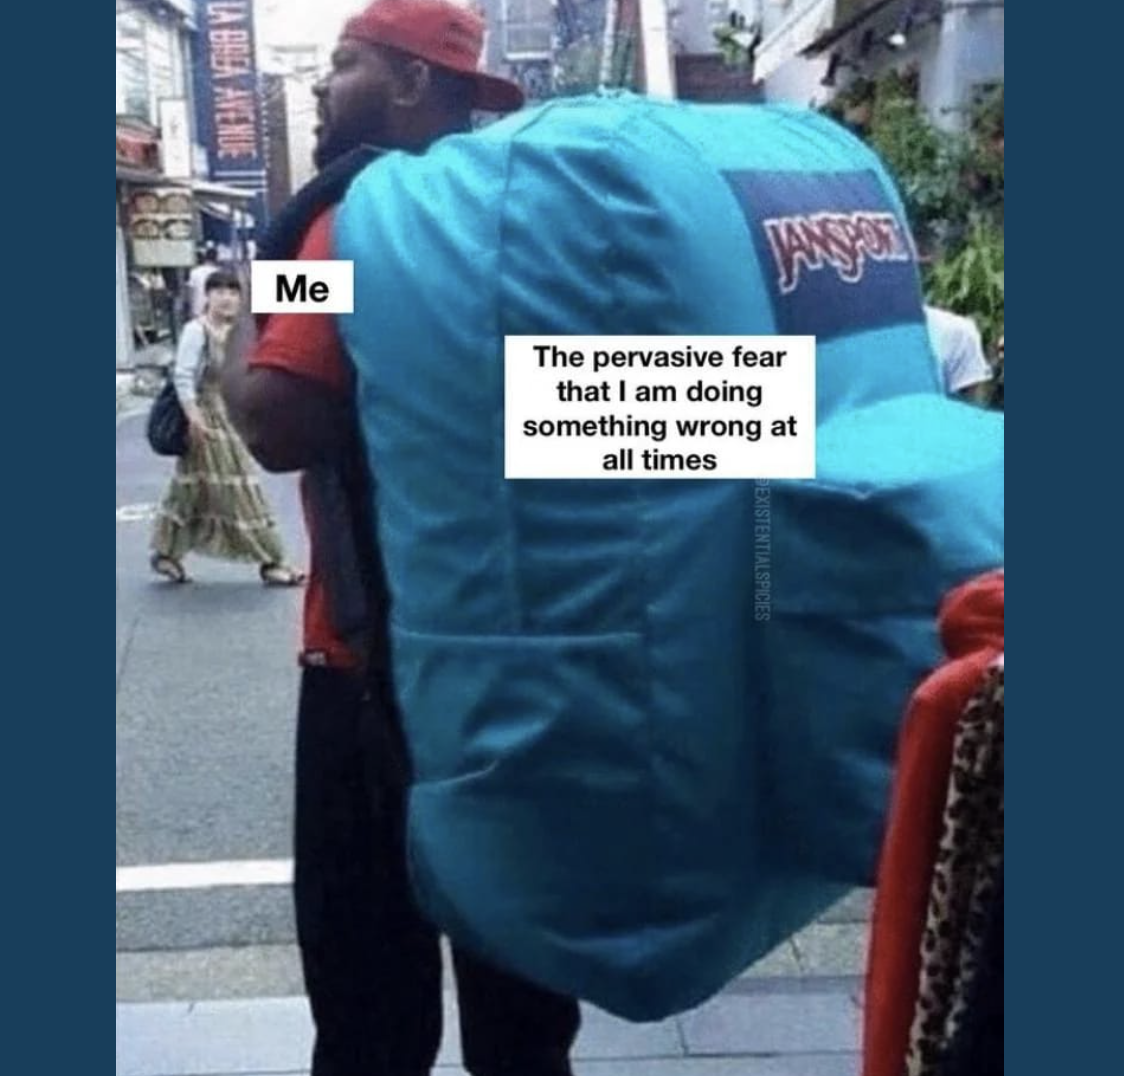 LA BREA AVENUE
JANSPORT
Me
The pervasive fear
that I am doing
something wrong at
all times
@EXISTENTIALSPICIES